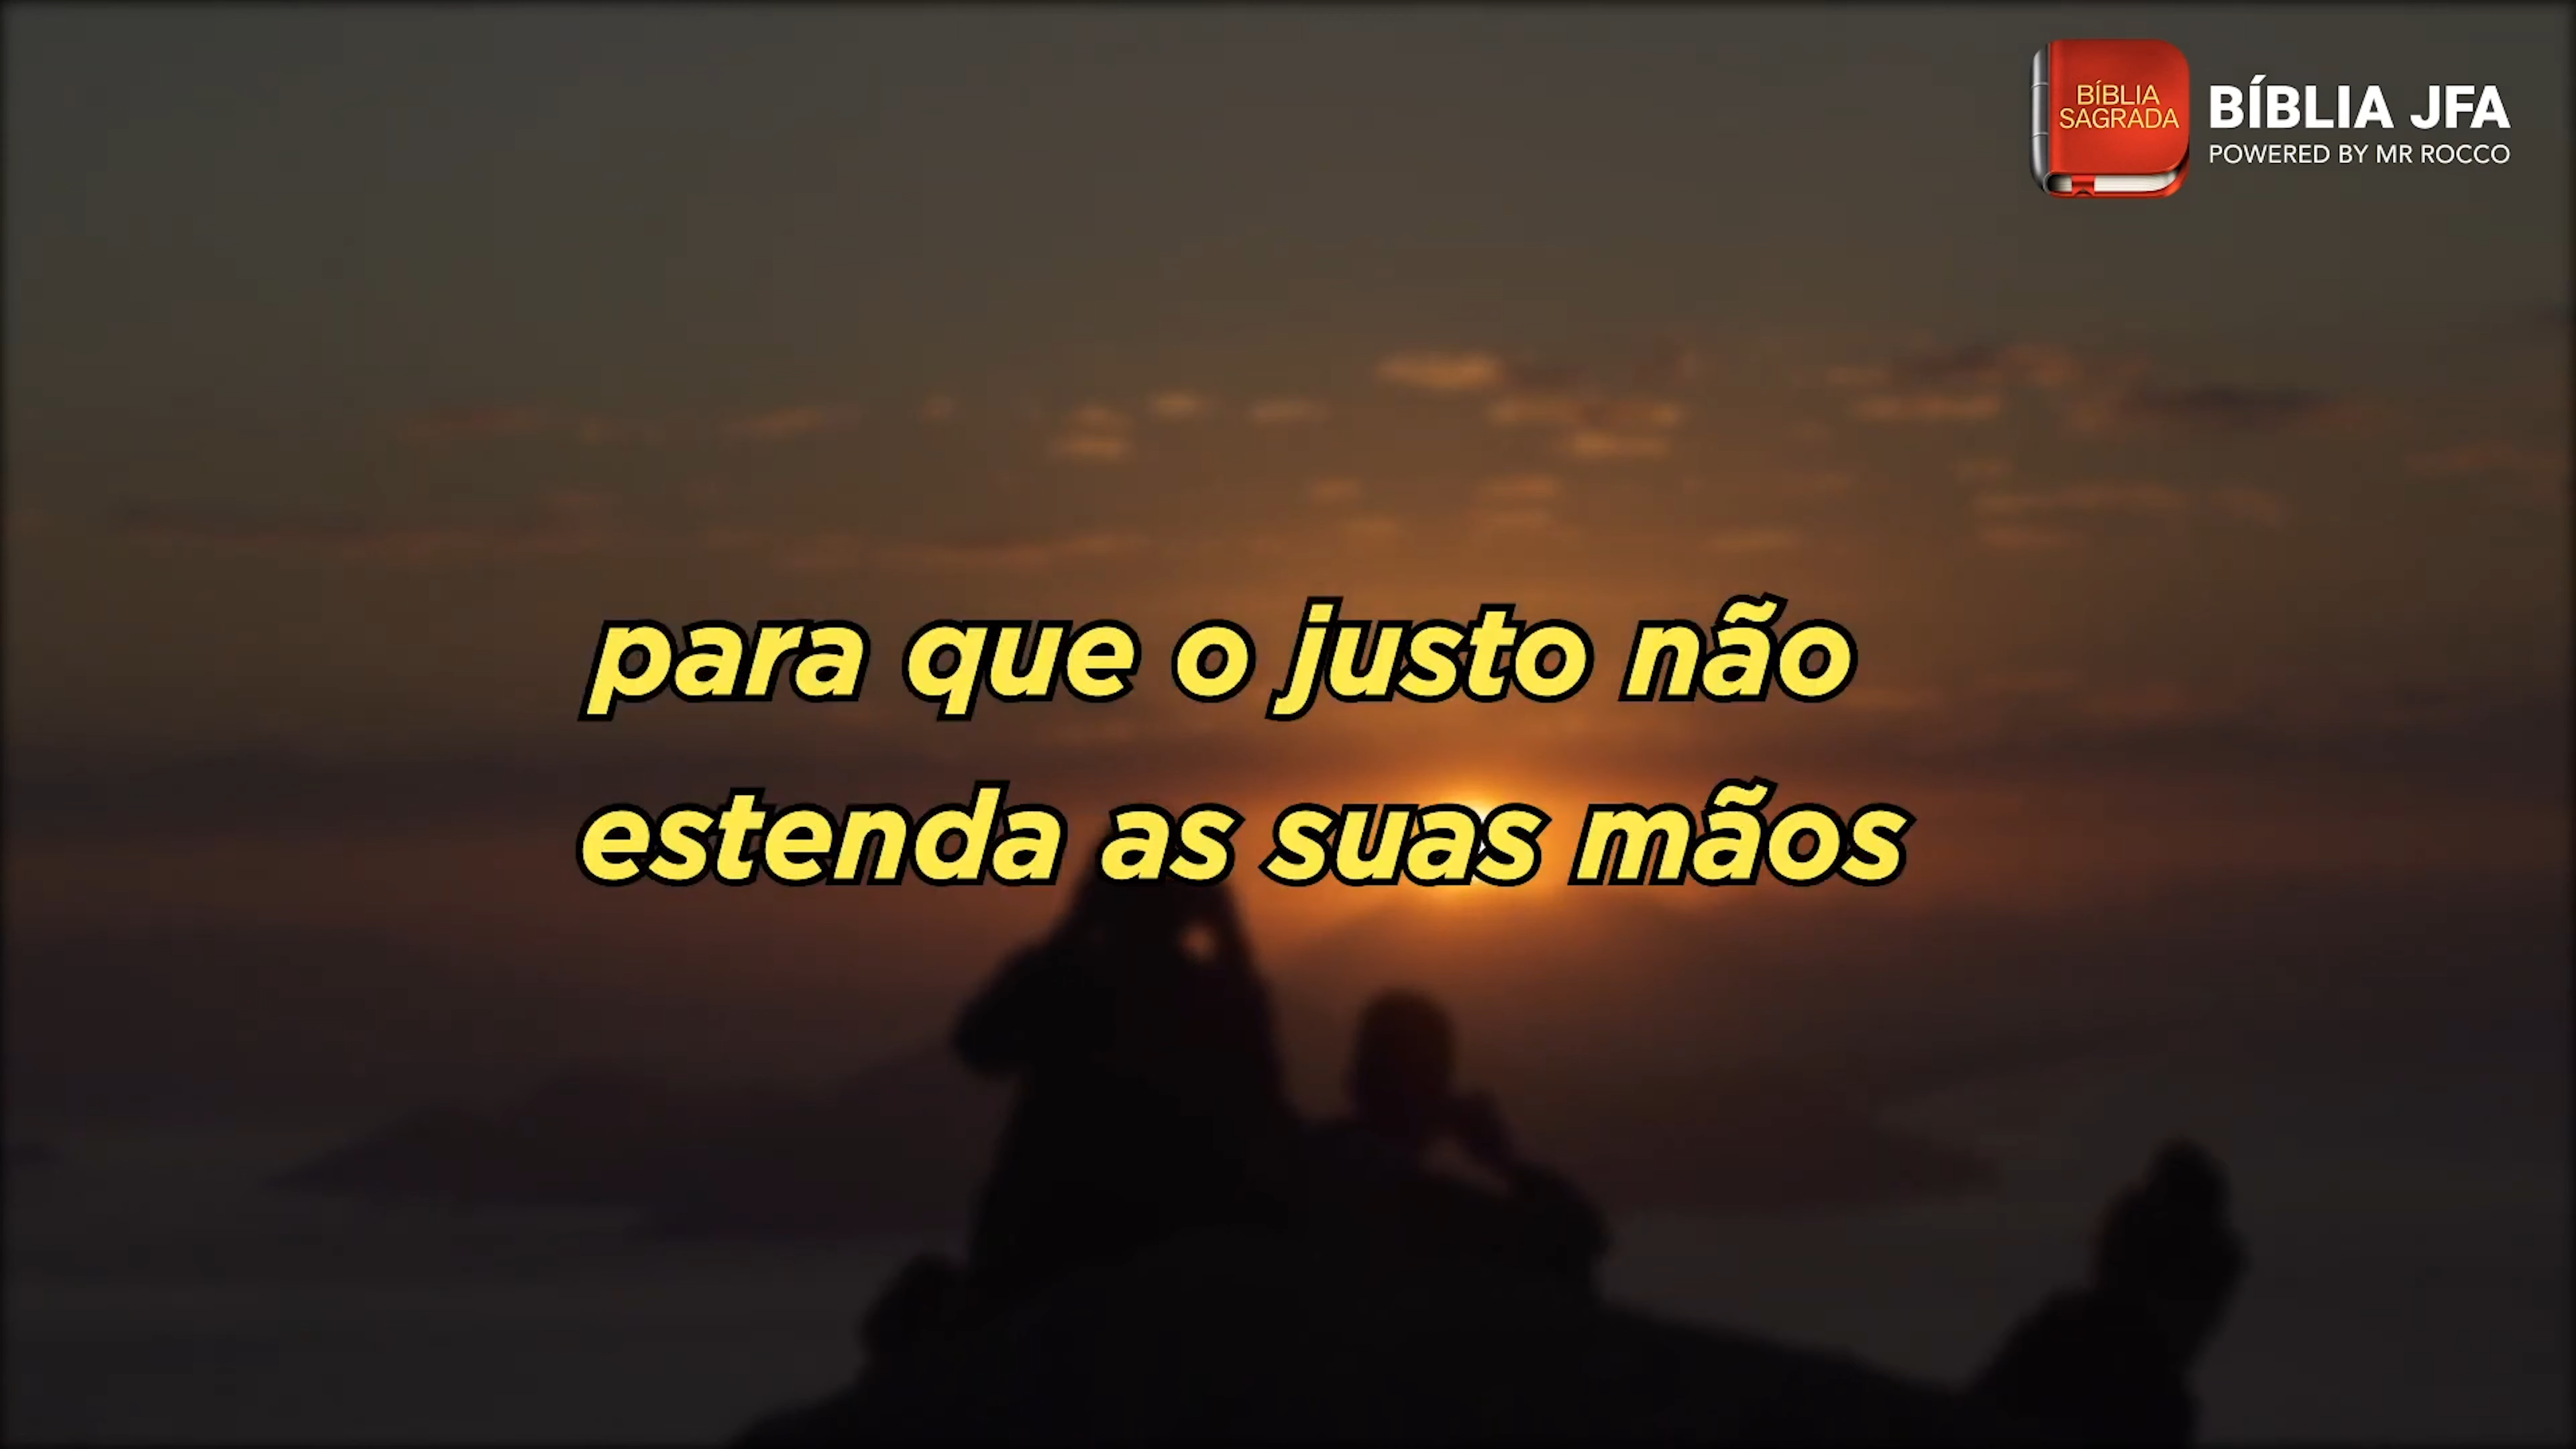 BÍBLIA
SAGRADA
BÍBLIA JFA
POWERED BY MR ROCCO
para que o justo não
estenda as suas mãos